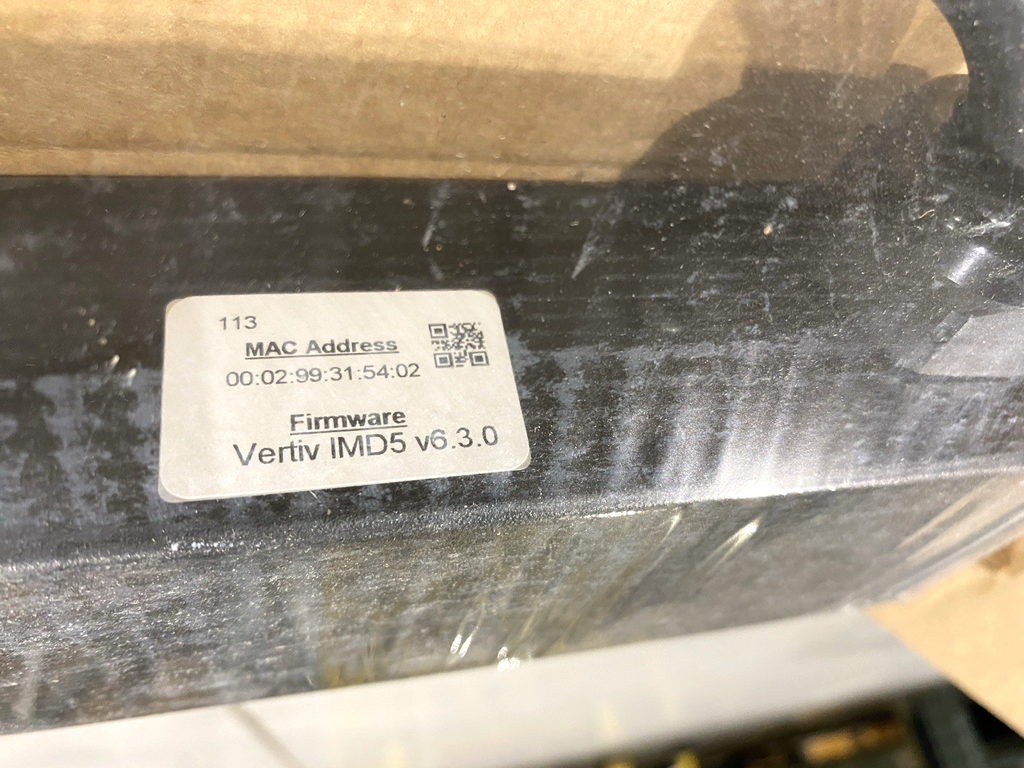 113
MAC Address
00:02:99:31:54:02
Firmware
Vertiv IMD5 v6.3.0